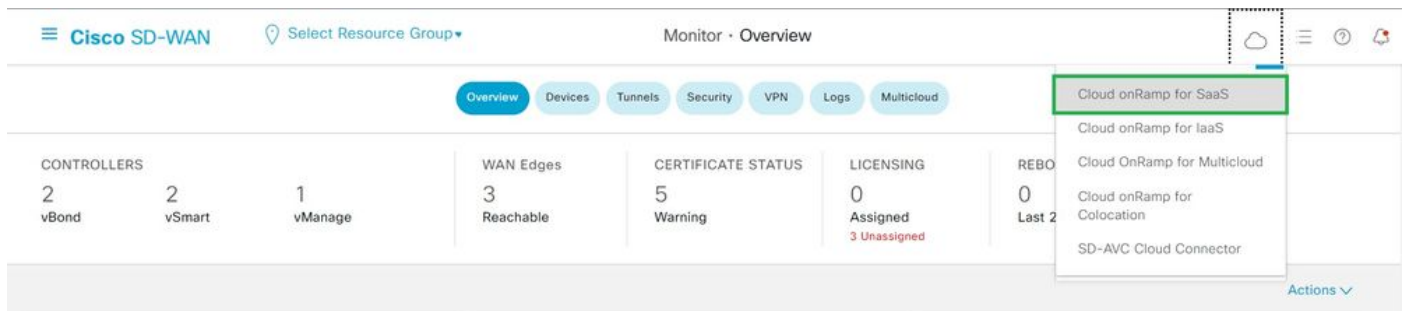 Cisco SD-WAN
Select Resource Group
Monitor · Overview
Overview
Devices
Tunnels
Security
VPN
Logs
Multicloud
Cloud onRamp for SaaS
Cloud onRamp for IaaS
Cloud OnRamp for Multicloud
Cloud onRamp for
Colocation
SD-AVC Cloud Connector
CONTROLLERS
2
vBond
2
vSmart
1
vManage
WAN Edges
3
Reachable
CERTIFICATE STATUS
5
Warning
LICENSING
0
Assigned
3 Unassigned
REBO
0
Last 2
Actions